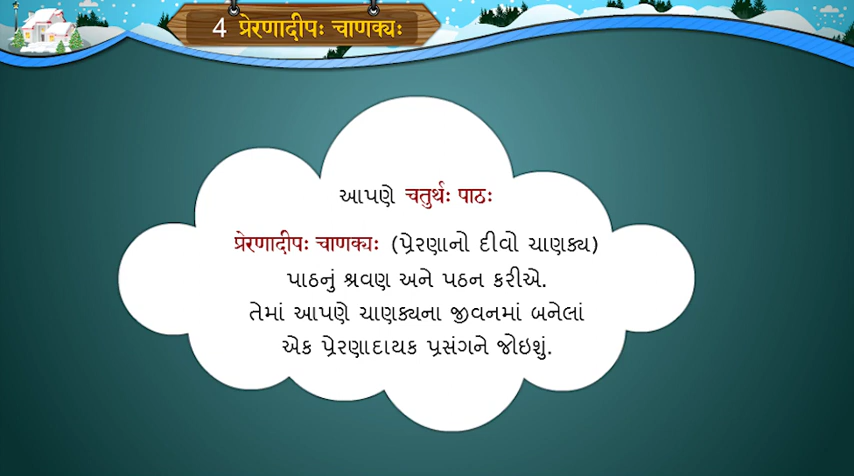 4 प्रेरणादीपः चाणक्यः
આપણે चतुर्थः पाठः
प्रेरणादीपः चाणक्यः (પ્રેરણાનો દીવો ચાણક્ય)
પાઠનું શ્રવણ અને પઠન કરીએ.
તેમાં આપણે ચાણક્યના જીવનમાં બનેલાં
એક પ્રેરણાદાયક પ્રસંગને જોઇશું.